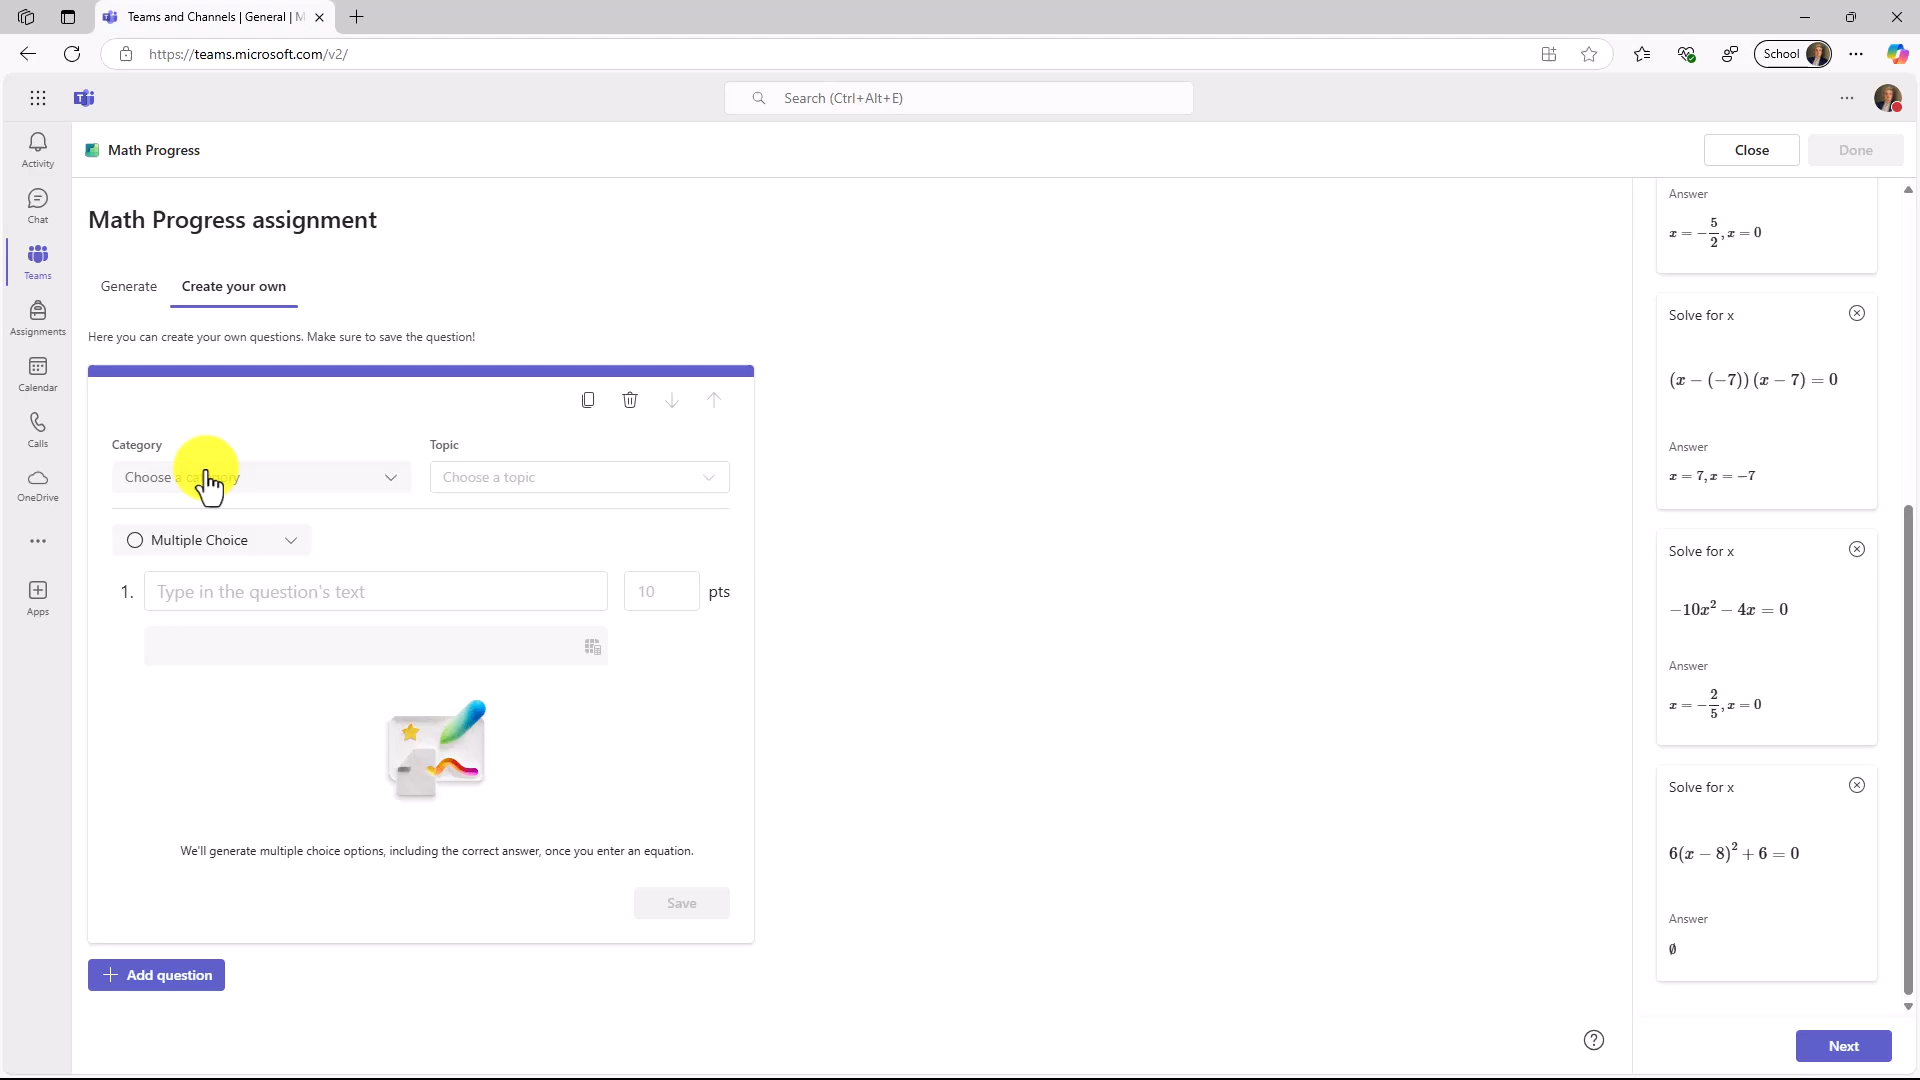 Teams and Channels | General | M
https://teams.microsoft.com/v2/
School
Search (Ctrl+Alt+E)
Activity
Chat
Teams
Assignments
Calendar
Calls
OneDrive
Apps
Math Progress
Close
Done
Math Progress assignment
Generate
Create your own
Here you can create your own questions. Make sure to save the question!
Category
Topic
Choose a category
Choose a topic
Multiple Choice
1.
Type in the question's text
10
pts
We'll generate multiple choice options, including the correct answer, once you enter an equation.
Save
Add question
Answer
x = −5/2, x = 0
Solve for x
(x − (−7)) (x − 7) = 0
Answer
x = 7, x = −7
Solve for x
−10x² − 4x = 0
Answer
x = −2/5, x = 0
Solve for x
6(x − 8)² + 6 = 0
Answer
∅
Next